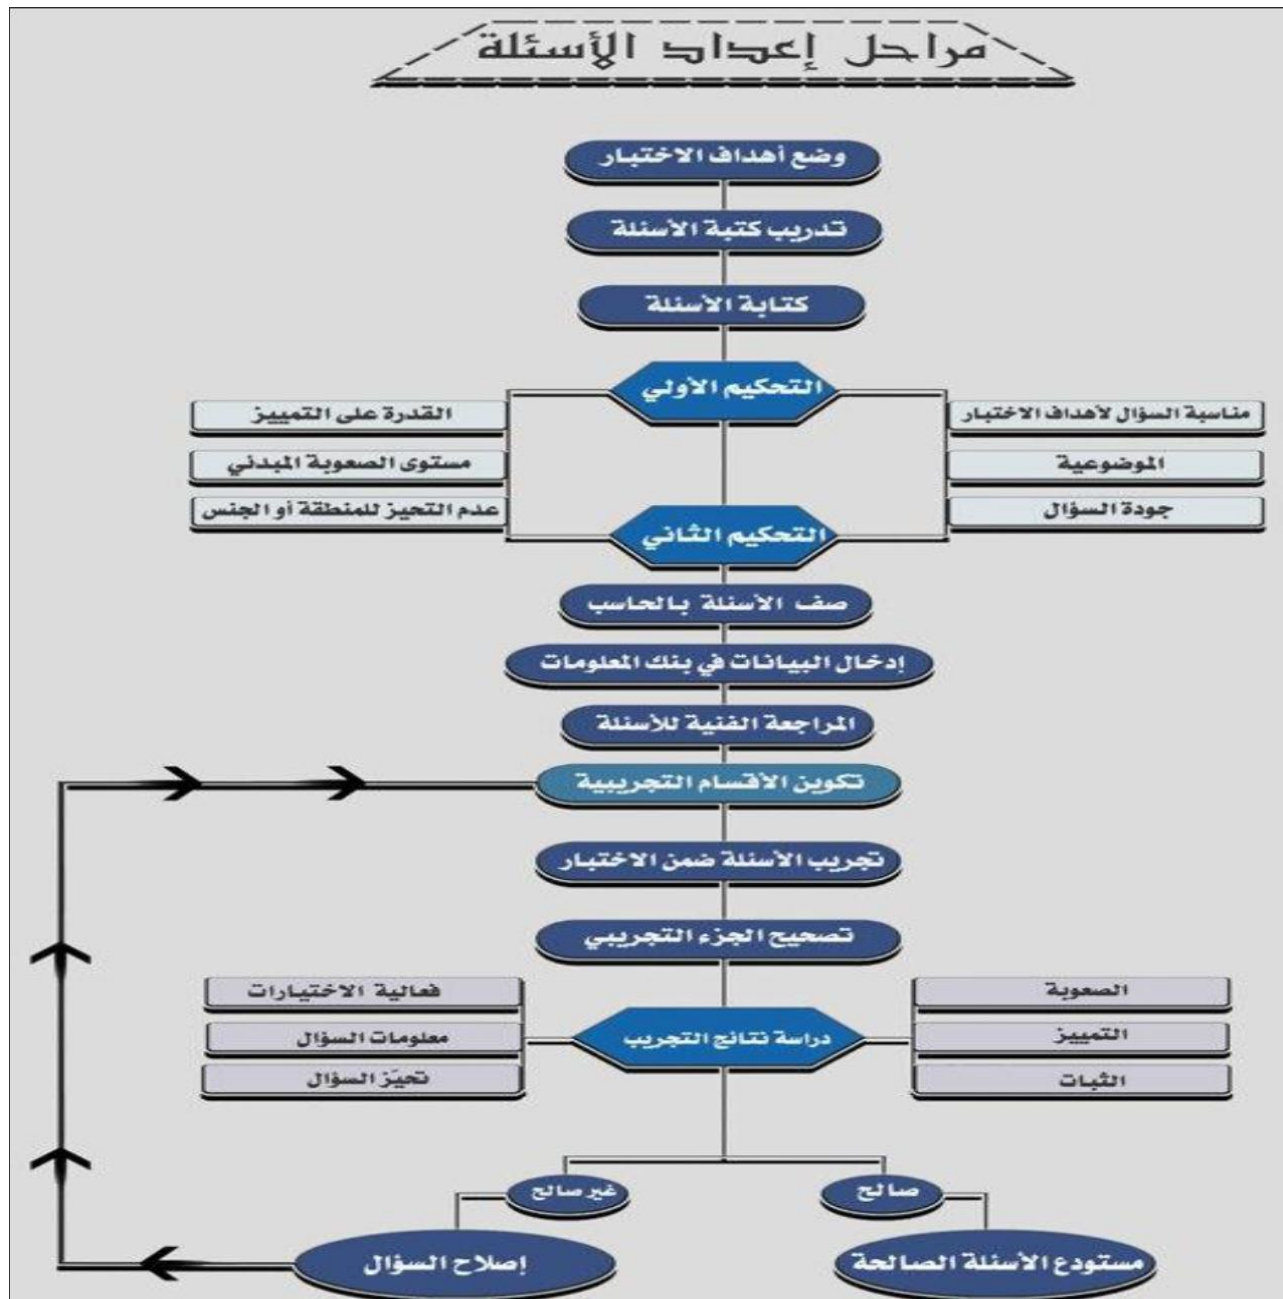 مراحل إعداد الأسئلة
وضع أهداف الاختبار
تدريب كتبة الأسئلة
كتابة الأسئلة
التحكيم الأولي
مناسبة السؤال لأهداف الاختبار
الموضوعية
جودة السؤال
القدرة على التمييز
مستوى الصعوبة المبدئي
عدم التحيز للمنطقة أو الجنس
التحكيم الثاني
صف الأسئلة بالحاسب
إدخال البيانات في بنك المعلومات
المراجعة الفنية للأسئلة
تكوين الأقسام التجريبية
تجريب الأسئلة ضمن الاختبار
تصحيح الجزء التجريبي
دراسة نتائج التجريب
الصعوبة
التمييز
الثبات
فعالية الاختيارات
معلومات السؤال
تحيّز السؤال
صالح
غير صالح
مستودع الأسئلة الصالحة
إصلاح السؤال